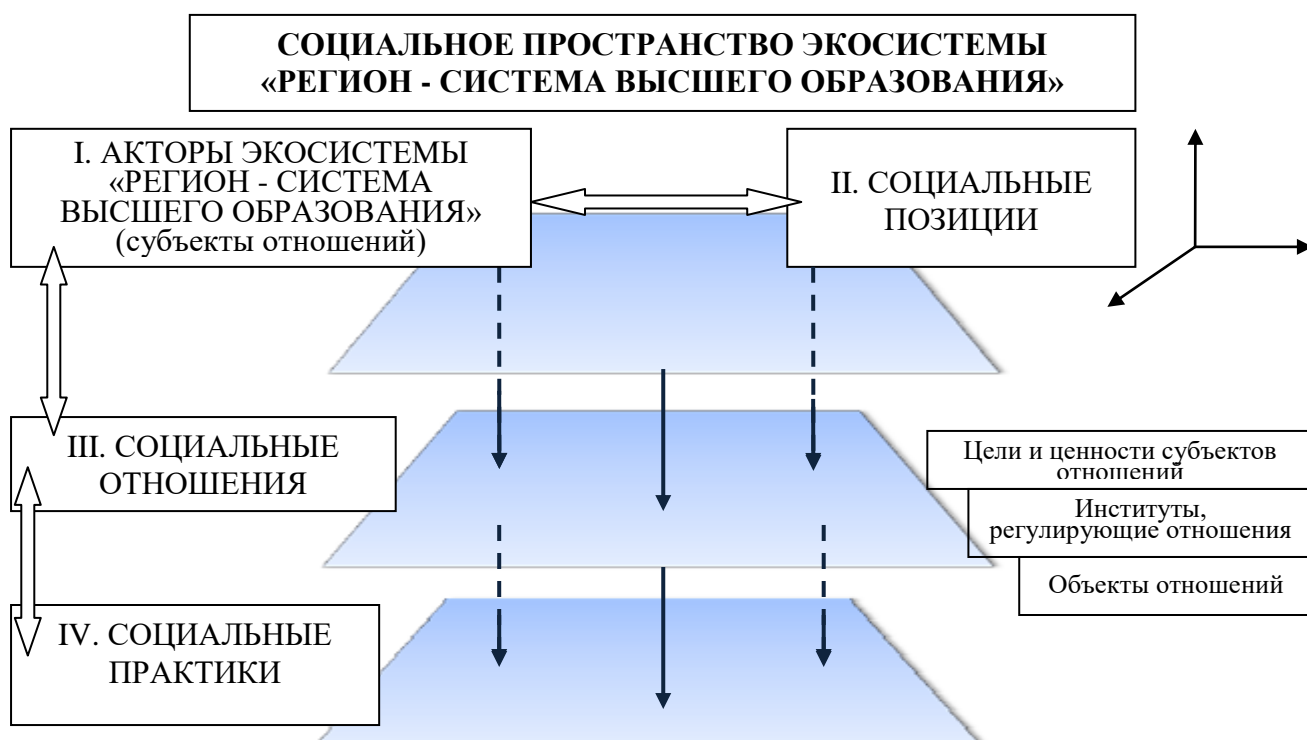 СОЦИАЛЬНОЕ ПРОСТРАНСТВО ЭКОСИСТЕМЫ
«РЕГИОН - СИСТЕМА ВЫСШЕГО ОБРАЗОВАНИЯ»
I. АКТОРЫ ЭКОСИСТЕМЫ
«РЕГИОН - СИСТЕМА
ВЫСШЕГО ОБРАЗОВАНИЯ»
(субъекты отношений)
II. СОЦИАЛЬНЫЕ
ПОЗИЦИИ
III. СОЦИАЛЬНЫЕ
ОТНОШЕНИЯ
Цели и ценности субъектов
отношений
Институты,
регулирующие отношения
Объекты отношений
IV. СОЦИАЛЬНЫЕ
ПРАКТИКИ